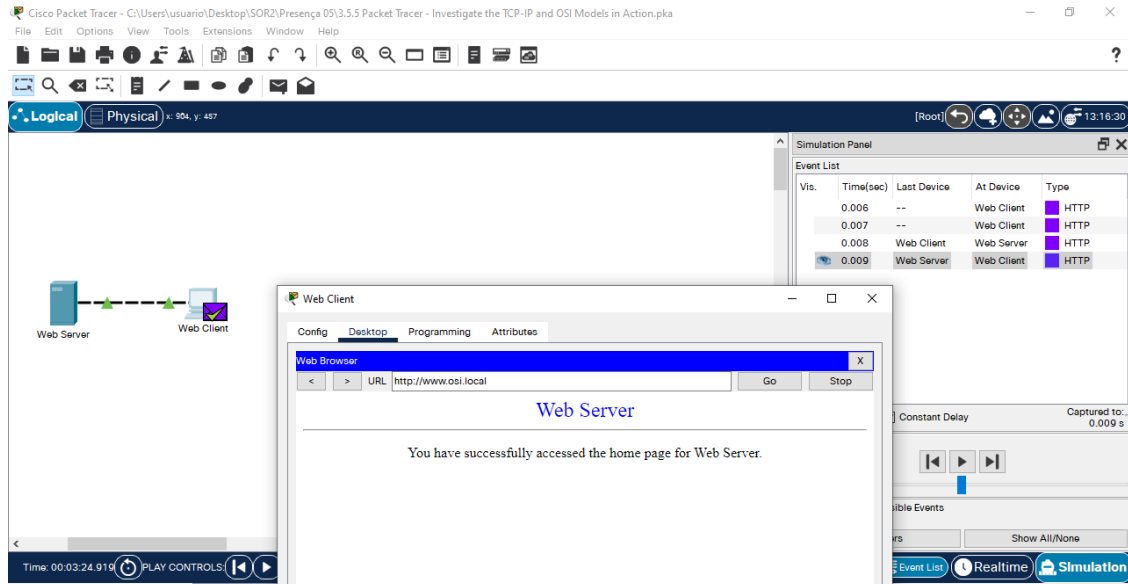 Cisco Packet Tracer - C:\Users\usuario\Desktop\SOR2\Presença 05\3.5.5 Packet Tracer - Investigate the TCP-IP and OSI Models in Action.pka
File Edit Options View Tools Extensions Window Help
?
Logical Physical x: 904, y: 457 [Root] 13:16:30
Simulation Panel
Event List
Vis. Time(sec) Last Device At Device Type
0.006 -- Web Client HTTP
0.007 -- Web Client HTTP
0.008 Web Client Web Server HTTP
0.009 Web Server Web Client HTTP
Web Server
Web Client
Web Client
Config Desktop Programming Attributes
Web Browser X
< > URL http://www.osi.local Go Stop
Web Server
You have successfully accessed the home page for Web Server.
Constant Delay Captured to:
0.009 s
ible Events
rs Show All/None
Time: 00:03:24.919 PLAY CONTROLS: Event List Realtime Simulation